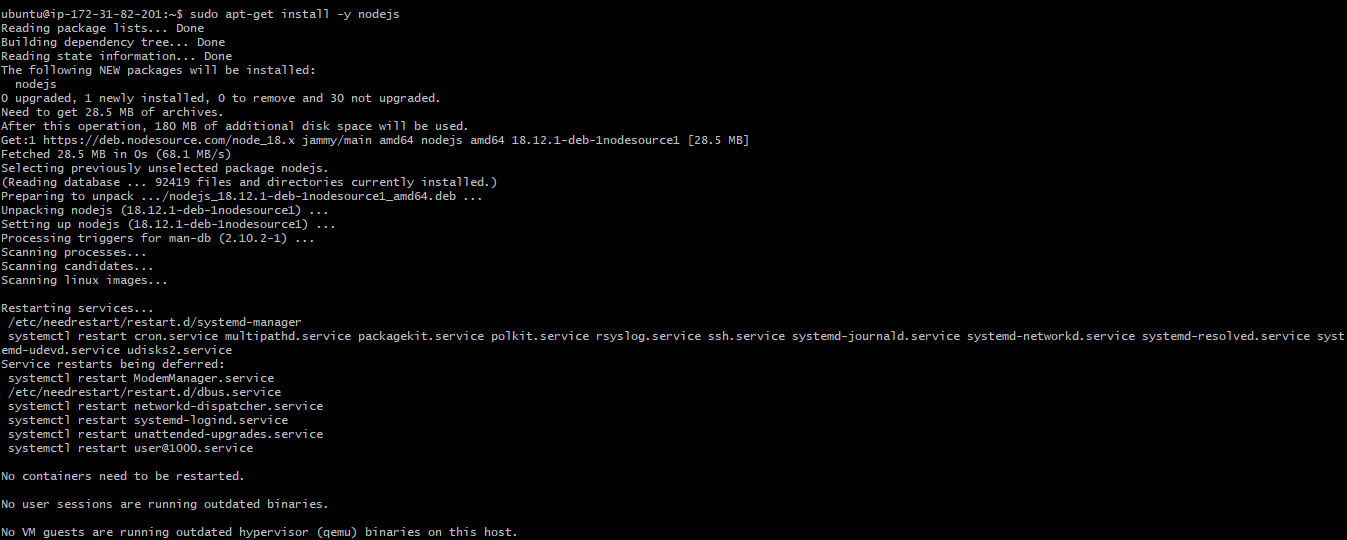 ubuntu@ip-172-31-82-201:~$ sudo apt-get install -y nodejs
Reading package lists... Done
Building dependency tree... Done
Reading state information... Done
The following NEW packages will be installed:
  nodejs
0 upgraded, 1 newly installed, 0 to remove and 30 not upgraded.
Need to get 28.5 MB of archives.
After this operation, 180 MB of additional disk space will be used.
Get:1 https://deb.nodesource.com/node_18.x jammy/main amd64 nodejs amd64 18.12.1-deb-1nodesource1 [28.5 MB]
Fetched 28.5 MB in 0s (68.1 MB/s)
Selecting previously unselected package nodejs.
(Reading database ... 92419 files and directories currently installed.)
Preparing to unpack .../nodejs_18.12.1-deb-1nodesource1_amd64.deb ...
Unpacking nodejs (18.12.1-deb-1nodesource1) ...
Setting up nodejs (18.12.1-deb-1nodesource1) ...
Processing triggers for man-db (2.10.2-1) ...
Scanning processes...
Scanning candidates...
Scanning linux images...

Restarting services...
 /etc/needrestart/restart.d/systemd-manager
 systemctl restart cron.service multipathd.service packagekit.service polkit.service rsyslog.service ssh.service systemd-journald.service systemd-networkd.service systemd-resolved.service syst
emd-udevd.service udisks2.service
Service restarts being deferred:
 systemctl restart ModemManager.service
 /etc/needrestart/restart.d/dbus.service
 systemctl restart networkd-dispatcher.service
 systemctl restart systemd-logind.service
 systemctl restart unattended-upgrades.service
 systemctl restart user@1000.service

No containers need to be restarted.

No user sessions are running outdated binaries.

No VM guests are running outdated hypervisor (qemu) binaries on this host.